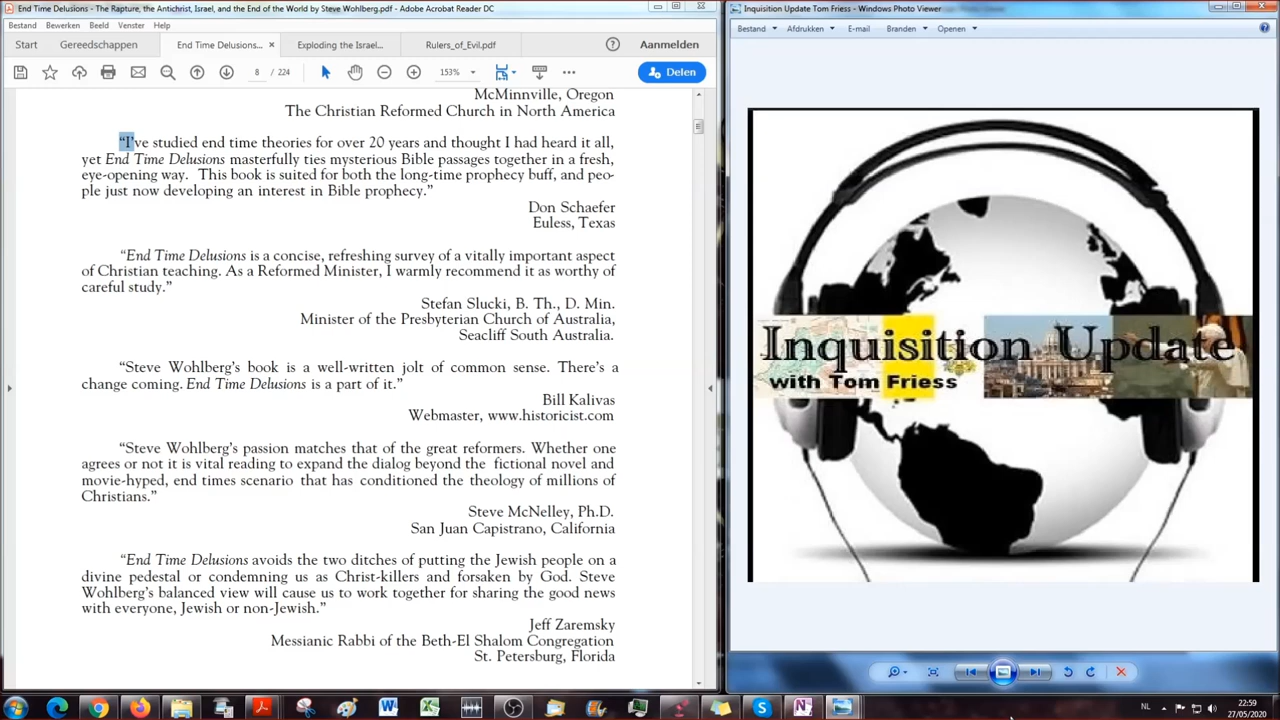 End Time Delusions - The Rapture, the Antichrist, Israel, and the End of the World by Steve Wohlberg.pdf - Adobe Acrobat Reader DC
Bestand Bewerken Beeld Venster Help
Start Gereedschappen End Time Delusions... × Exploding the Israel... Rulers_of_Evil.pdf Aanmelden
8 / 224 153% Delen
McMinnville, Oregon
The Christian Reformed Church in North America
“I’ve studied end time theories for over 20 years and thought I had heard it all,
yet End Time Delusions masterfully ties mysterious Bible passages together in a fresh,
eye-opening way. This book is suited for both the long-time prophecy buff, and peo-
ple just now developing an interest in Bible prophecy.”
Don Schaefer
Euless, Texas
“End Time Delusions is a concise, refreshing survey of a vitally important aspect
of Christian teaching. As a Reformed Minister, I warmly recommend it as worthy of
careful study.”
Stefan Slucki, B. Th., D. Min.
Minister of the Presbyterian Church of Australia,
Seacliff South Australia.
“Steve Wohlberg’s book is a well-written jolt of common sense. There’s a
change coming. End Time Delusions is a part of it.”
Bill Kalivas
Webmaster, www.historicist.com
“Steve Wohlberg’s passion matches that of the great reformers. Whether one
agrees or not it is vital reading to expand the dialog beyond the fictional novel and
movie-hyped, end times scenario that has conditioned the theology of millions of
Christians.”
Steve McNelley, Ph.D.
San Juan Capistrano, California
“End Time Delusions avoids the two ditches of putting the Jewish people on a
divine pedestal or condemning us as Christ-killers and forsaken by God. Steve
Wohlberg’s balanced view will cause us to work together for sharing the good news
with everyone, Jewish or non-Jewish.”
Jeff Zaremsky
Messianic Rabbi of the Beth-El Shalom Congregation
St. Petersburg, Florida
Inquisition Update Tom Friess - Windows Photo Viewer
Bestand Afdrukken E-mail Branden Openen
Inquisition Update
with Tom Friess
NL 22:59
27/05/2020